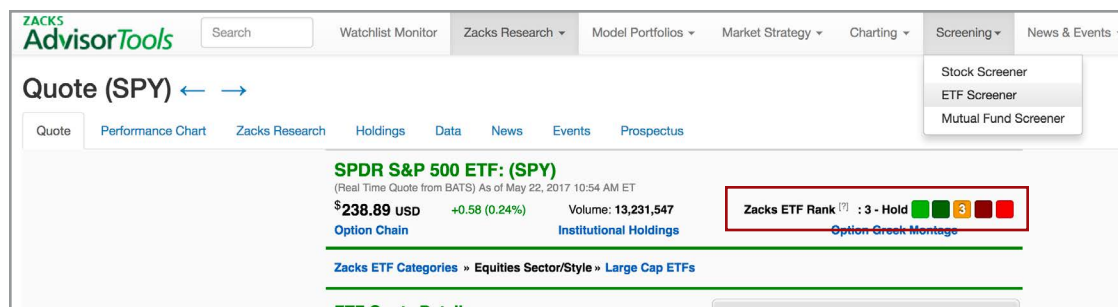 ZACKS
AdvisorTools
Search
Watchlist Monitor
Zacks Research
Model Portfolios
Market Strategy
Charting
Screening
News & Events
Stock Screener
ETF Screener
Mutual Fund Screener
Quote (SPY) ← →
Quote
Performance Chart
Zacks Research
Holdings
Data
News
Events
Prospectus
SPDR S&P 500 ETF: (SPY)
(Real Time Quote from BATS) As of May 22, 2017 10:54 AM ET
$238.89 USD +0.58 (0.24%) Volume: 13,231,547
Zacks ETF Rank [?] : 3 - Hold 3
Option Chain
Institutional Holdings
Option Greek Montage
Zacks ETF Categories » Equities Sector/Style » Large Cap ETFs